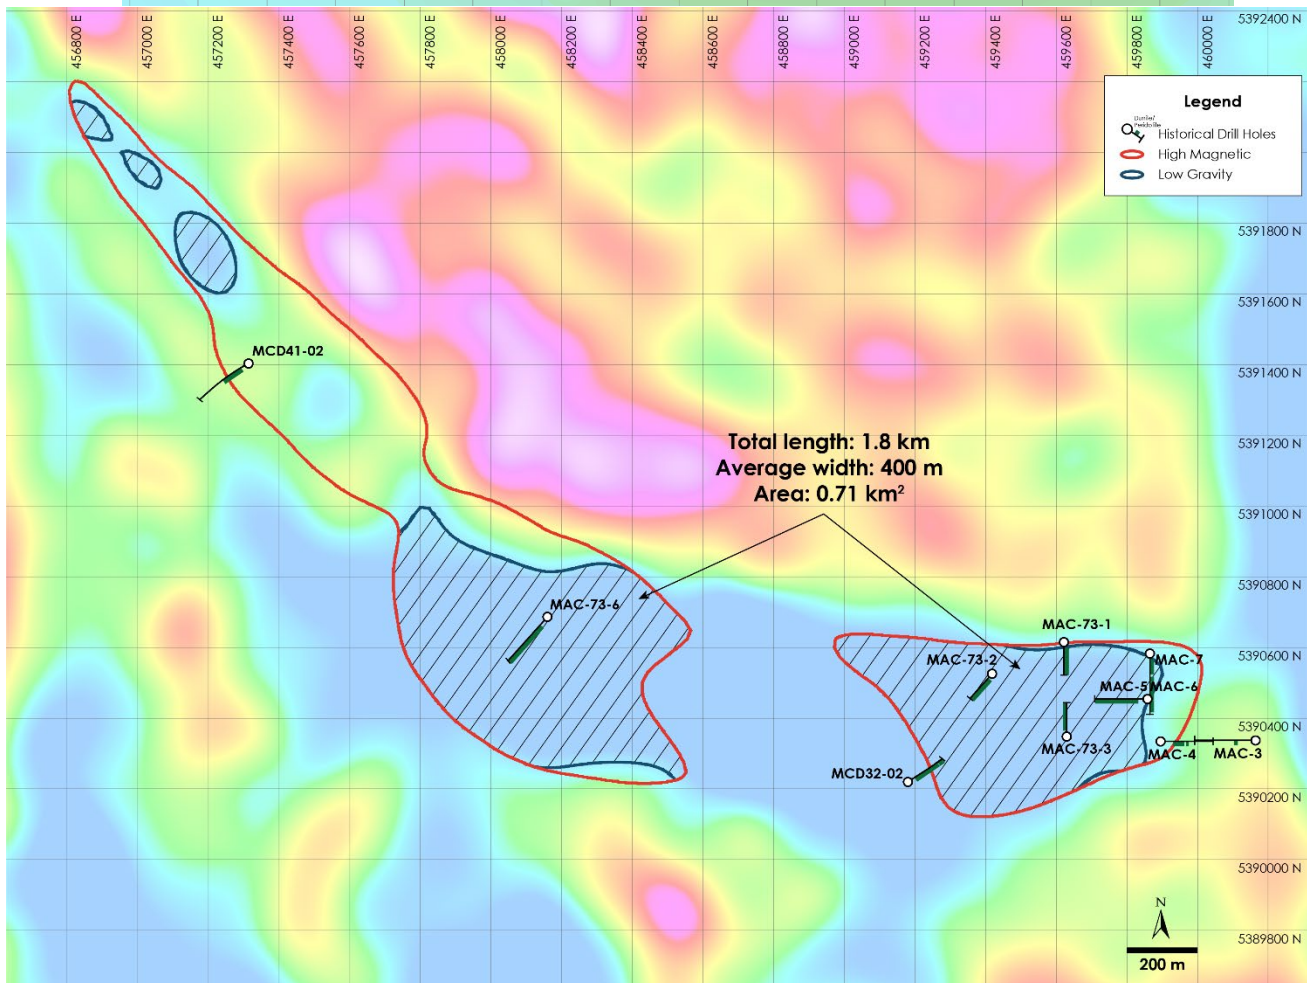 456800 E
457000 E
457200 E
457400 E
457600 E
457800 E
458000 E
458200 E
458400 E
458600 E
458800 E
459000 E
459200 E
459400 E
459600 E
459800 E
460000 E
5392400 N
Legend
Dunite/
Peridotite
Historical Drill Holes
High Magnetic
Low Gravity
5391800 N
5391600 N
MCD41-02
5391400 N
Total length: 1.8 km
Average width: 400 m
Area: 0.71 km²
5391200 N
5391000 N
5390800 N
MAC-73-6
MAC-73-1
5390600 N
MAC-73-2
MAC-7
MAC-5
MAC-6
5390400 N
MAC-73-3
MAC-4
MAC-3
MCD32-02
5390200 N
5390000 N
N
5389800 N
200 m